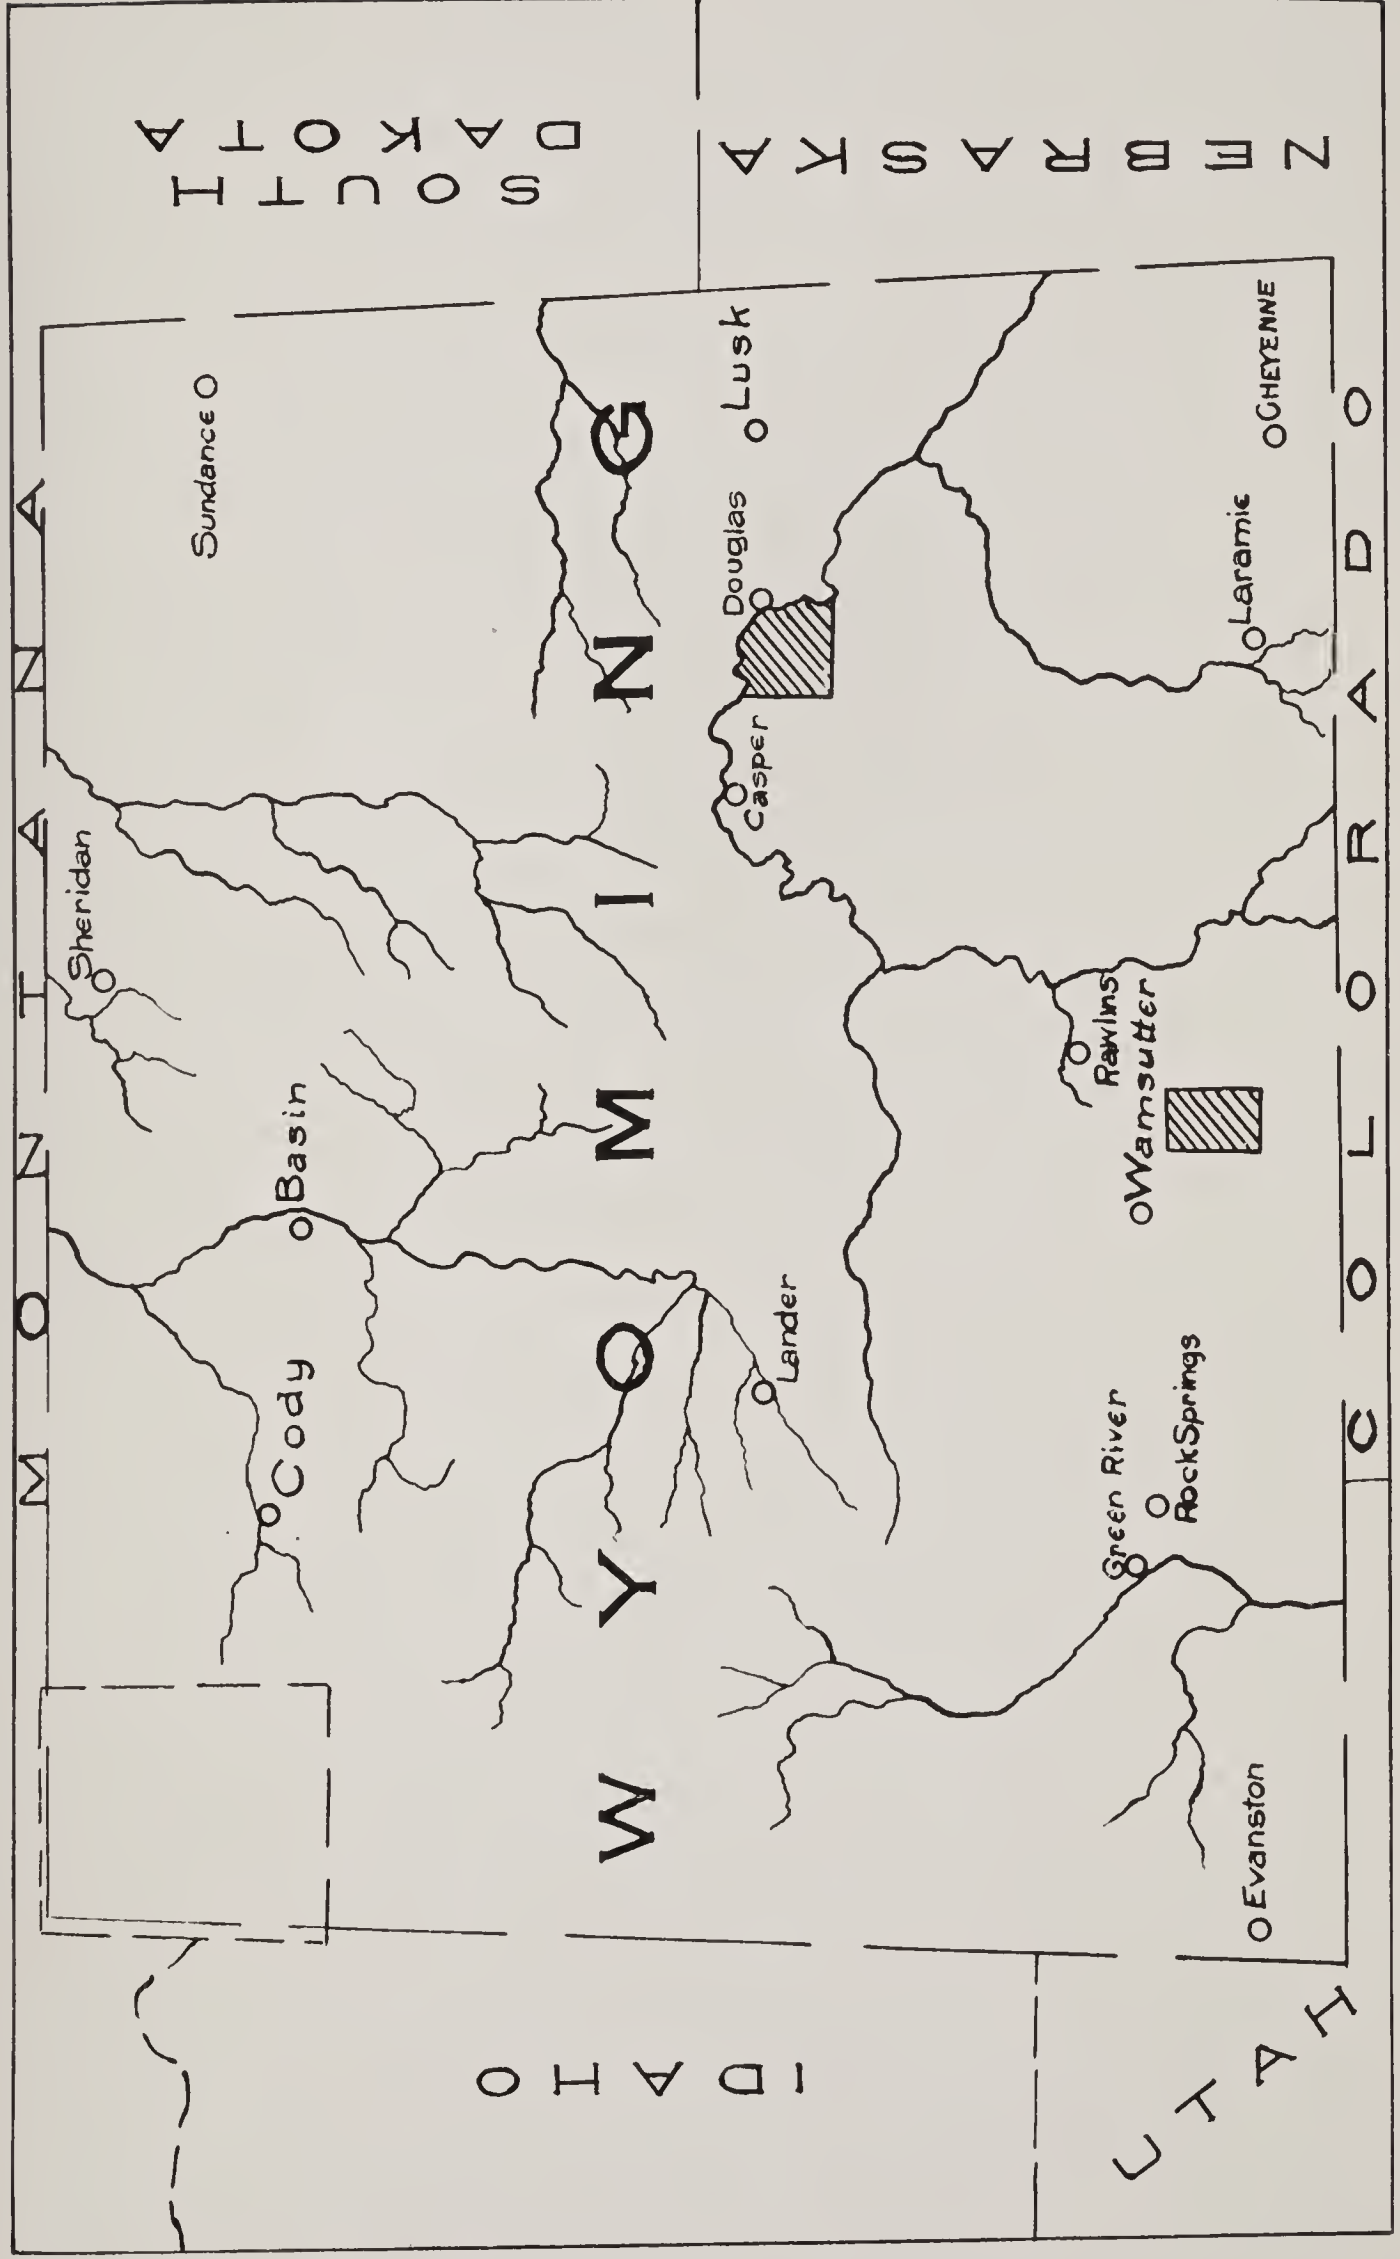 MONTANA
SOUTH
DAKOTA
NEBRASKA
IDAHO
UTAH
COLORADO
WYOMING
Sheridan
Sundance
Cody
Basin
Lusk
Douglas
Casper
Lander
Rawlins
Wamsutter
Green River
Rock Springs
Evanston
Laramie
CHEYENNE